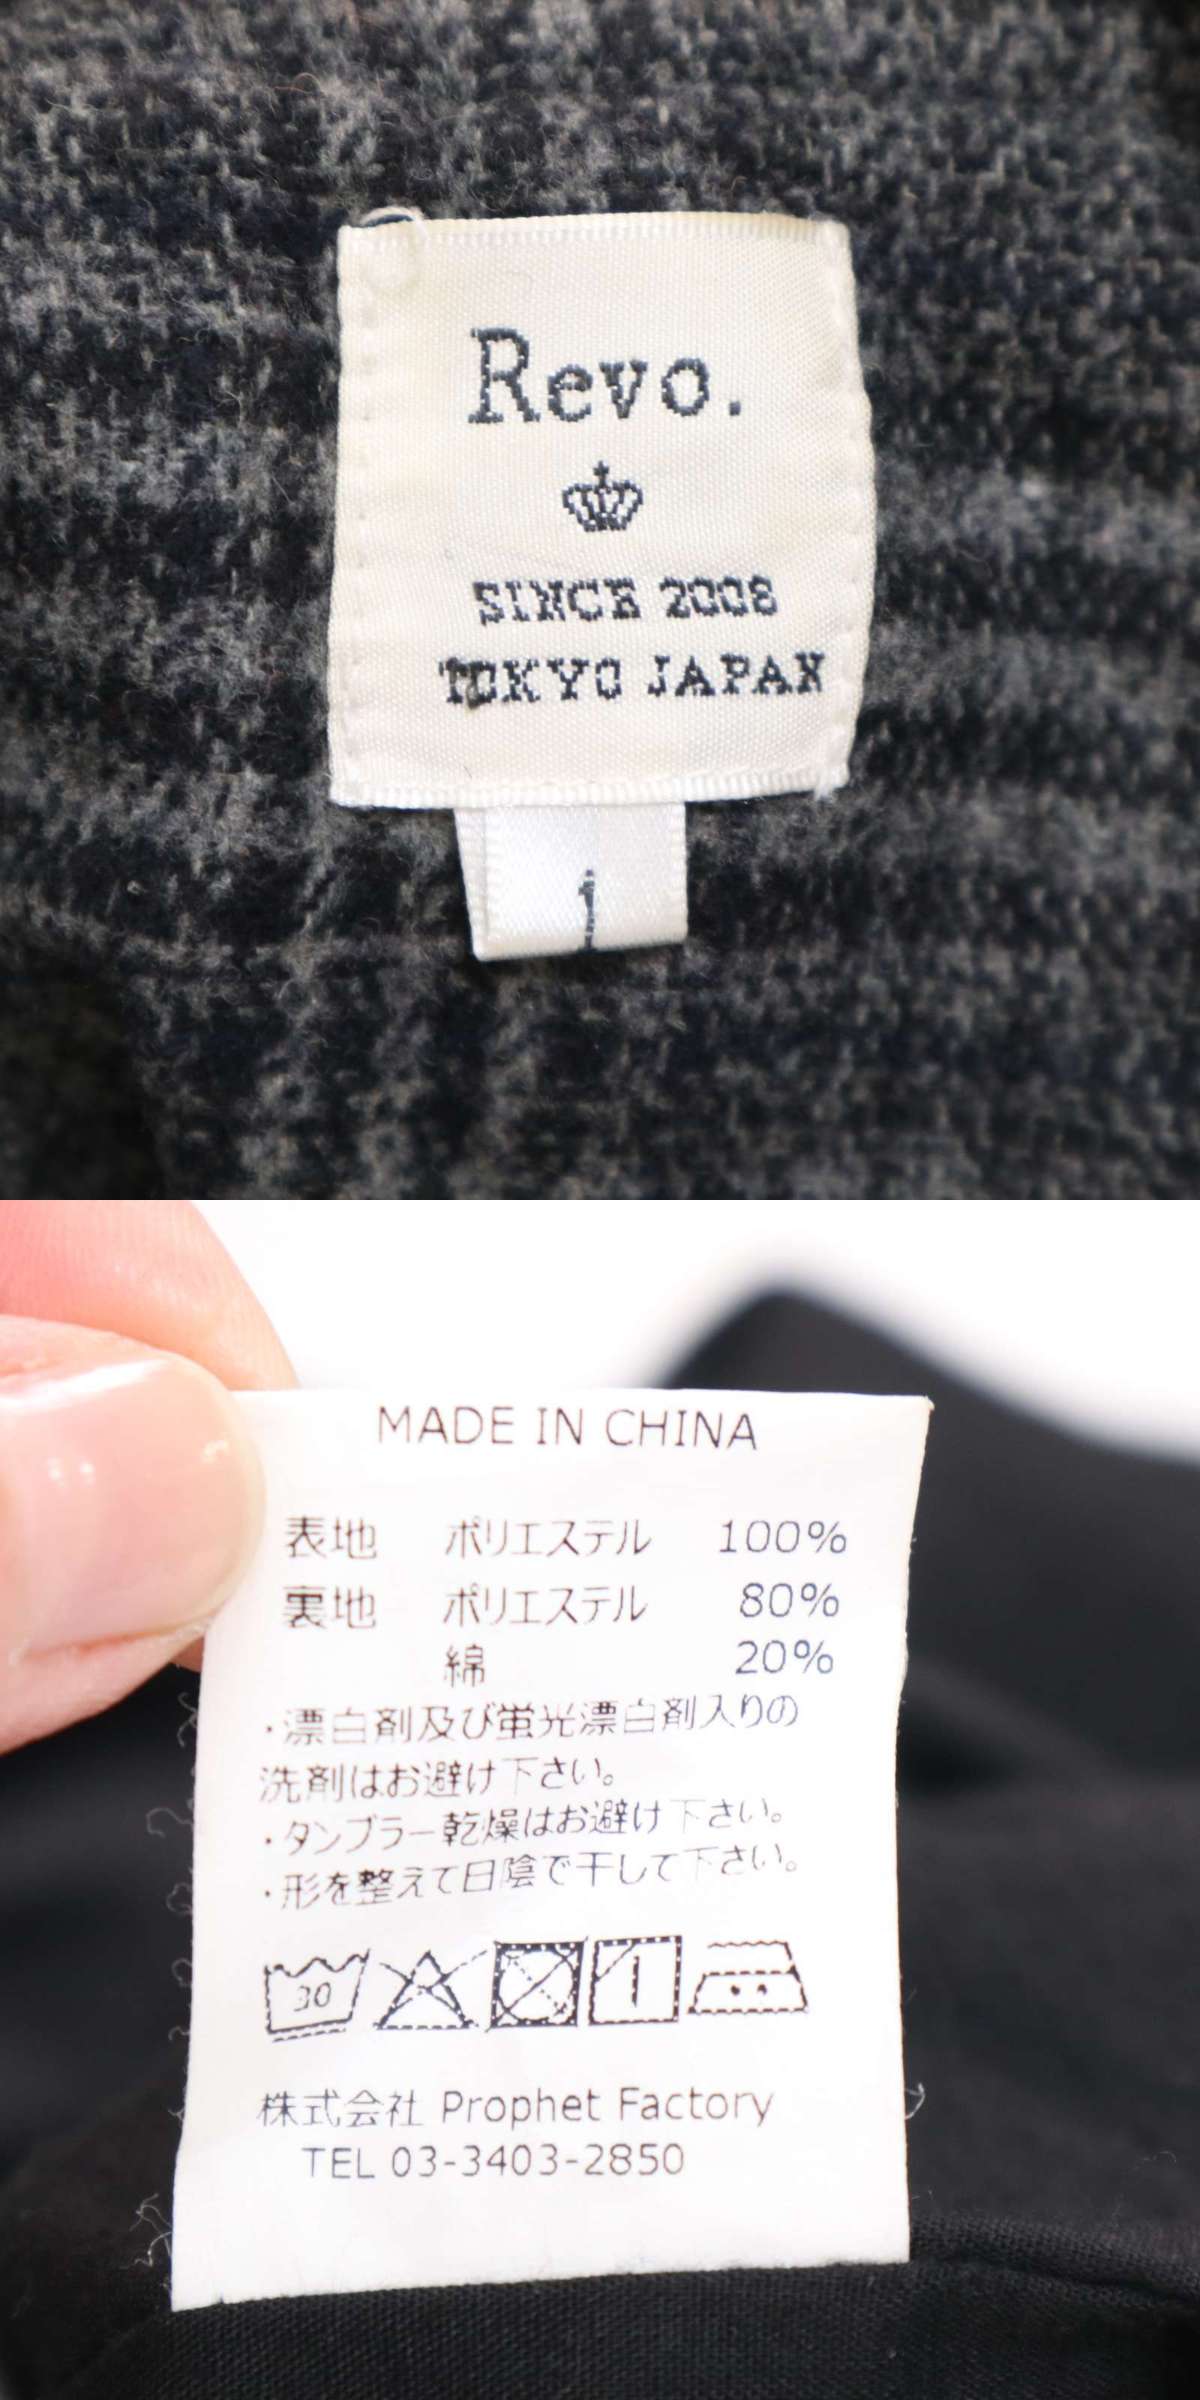 Revo.
SINCE 2008
TOKYO JAPAN
1
MADE IN CHINA
表地 ポリエステル 100%
裏地 ポリエステル 80%
綿 20%
・漂白剤及び蛍光漂白剤入りの
洗剤はお避け下さい。
・タンブラー乾燥はお避け下さい。
・形を整えて日陰で干して下さい。
30
株式会社 Prophet Factory
TEL 03-3403-2850